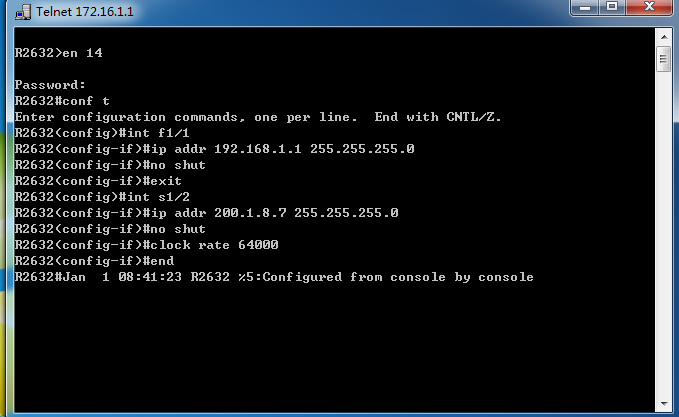 Telnet 172.16.1.1
R2632>en 14
Password:
R2632#conf t
Enter configuration commands, one per line.  End with CNTL/Z.
R2632(config)#int f1/1
R2632(config-if)#ip addr 192.168.1.1 255.255.255.0
R2632(config-if)#no shut
R2632(config-if)#exit
R2632(config)#int s1/2
R2632(config-if)#ip addr 200.1.8.7 255.255.255.0
R2632(config-if)#no shut
R2632(config-if)#clock rate 64000
R2632(config-if)#end
R2632#Jan  1 08:41:23 R2632 %5:Configured from console by console